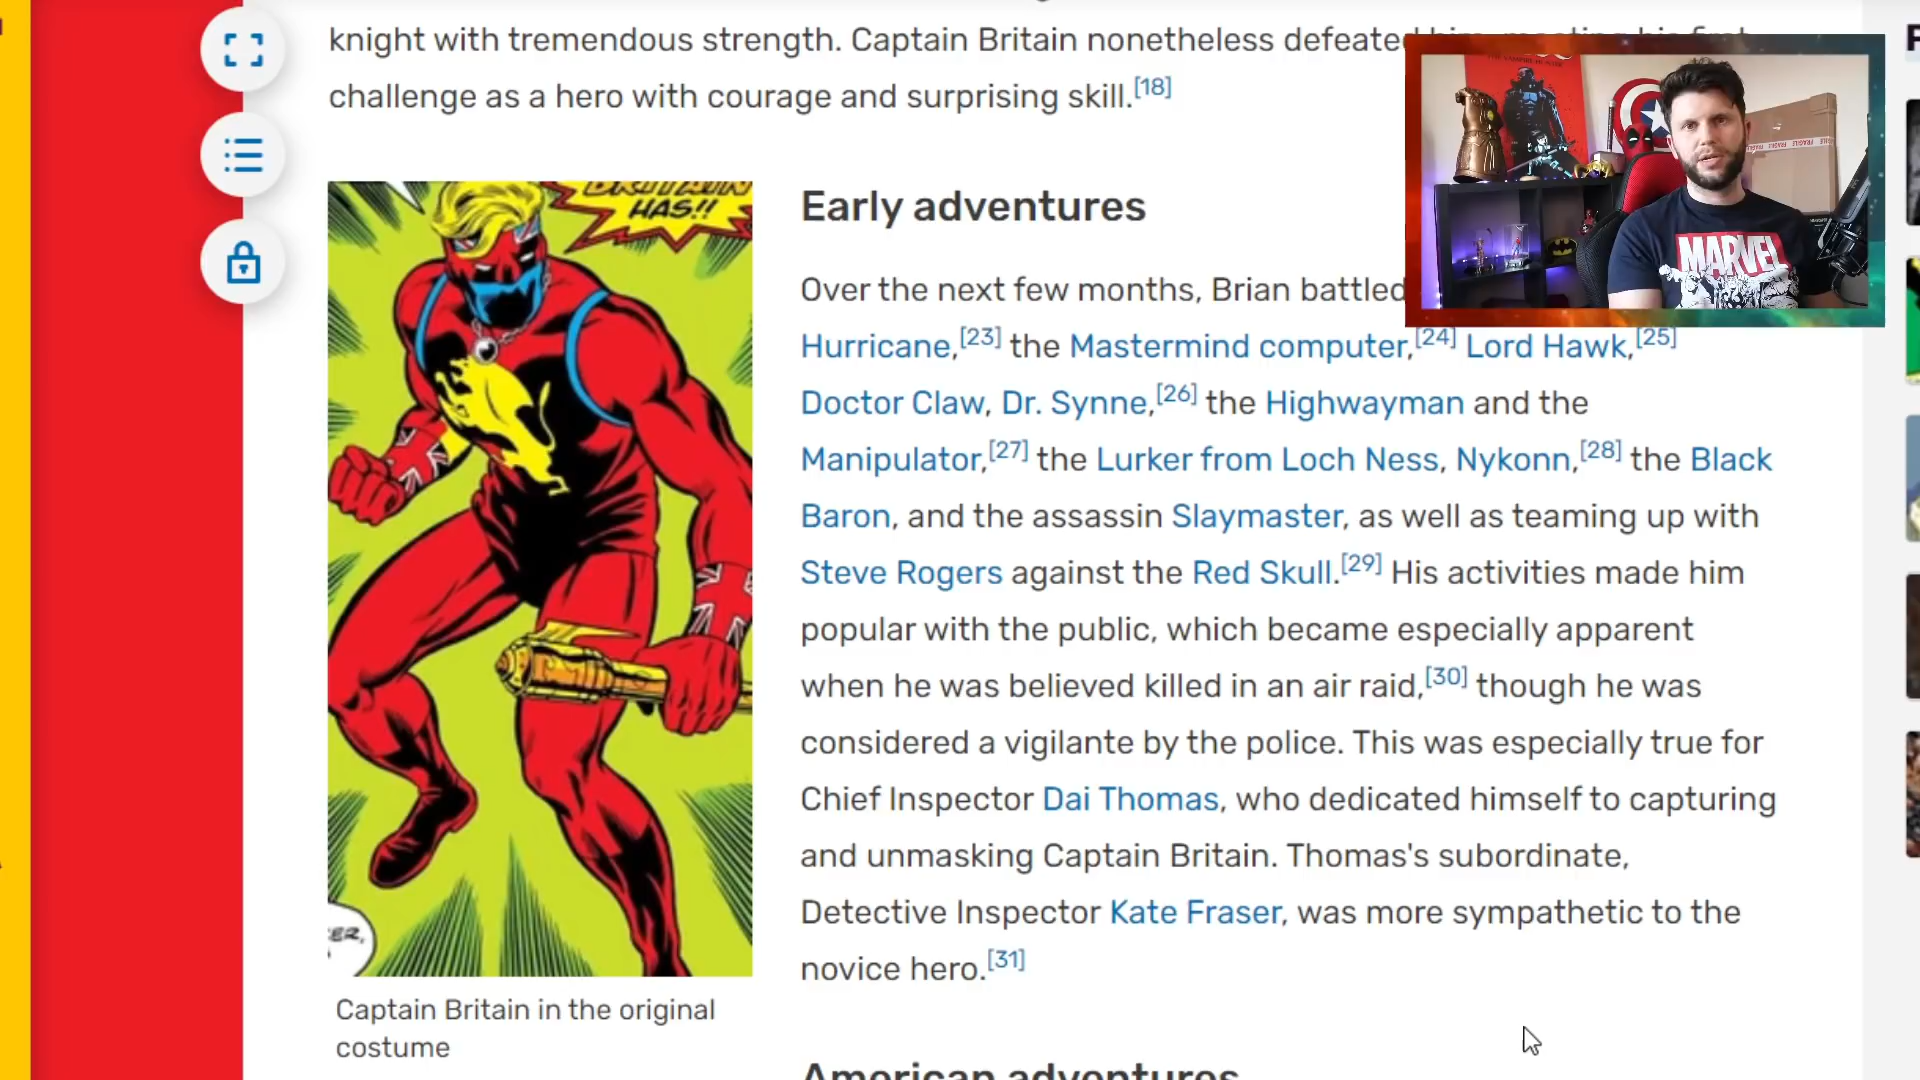 knight with tremendous strength. Captain Britain nonetheless defeated
challenge as a hero with courage and surprising skill.[18]
BRITAIN
HAS!!
Early adventures
Over the next few months, Brian battled
Hurricane,[23] the Mastermind computer,[24] Lord Hawk,[25]
Doctor Claw, Dr. Synne,[26] the Highwayman and the
Manipulator,[27] the Lurker from Loch Ness, Nykonn,[28] the Black
Baron, and the assassin Slaymaster, as well as teaming up with
Steve Rogers against the Red Skull.[29] His activities made him
popular with the public, which became especially apparent
when he was believed killed in an air raid,[30] though he was
considered a vigilante by the police. This was especially true for
Chief Inspector Dai Thomas, who dedicated himself to capturing
and unmasking Captain Britain. Thomas's subordinate,
Detective Inspector Kate Fraser, was more sympathetic to the
novice hero.[31]
Captain Britain in the original
costume
American adventures
MARVEL
FRAGILE